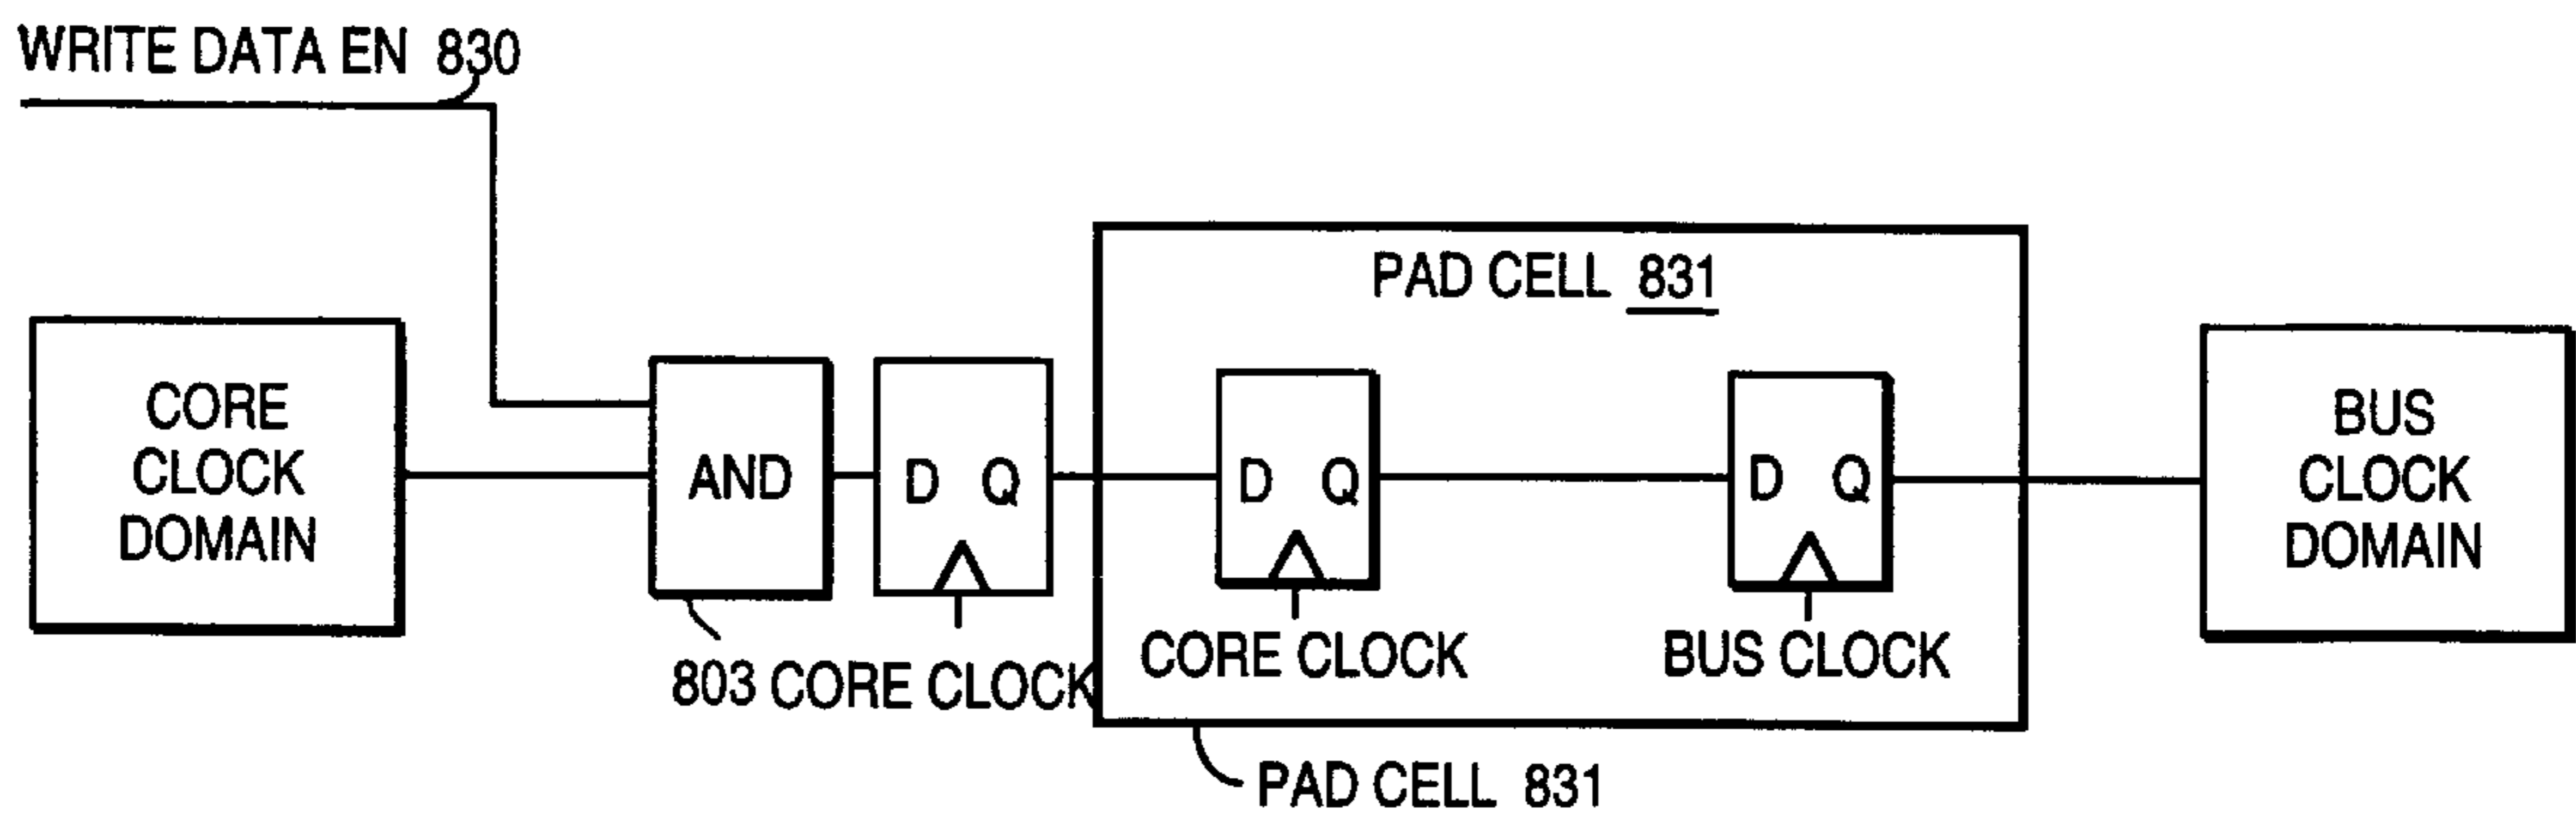 WRITE DATA EN 830
PAD CELL 831
CORE
CLOCK
DOMAIN
AND
D Q
D Q
D Q
BUS
CLOCK
DOMAIN
803 CORE CLOCK
CORE CLOCK
BUS CLOCK
PAD CELL 831